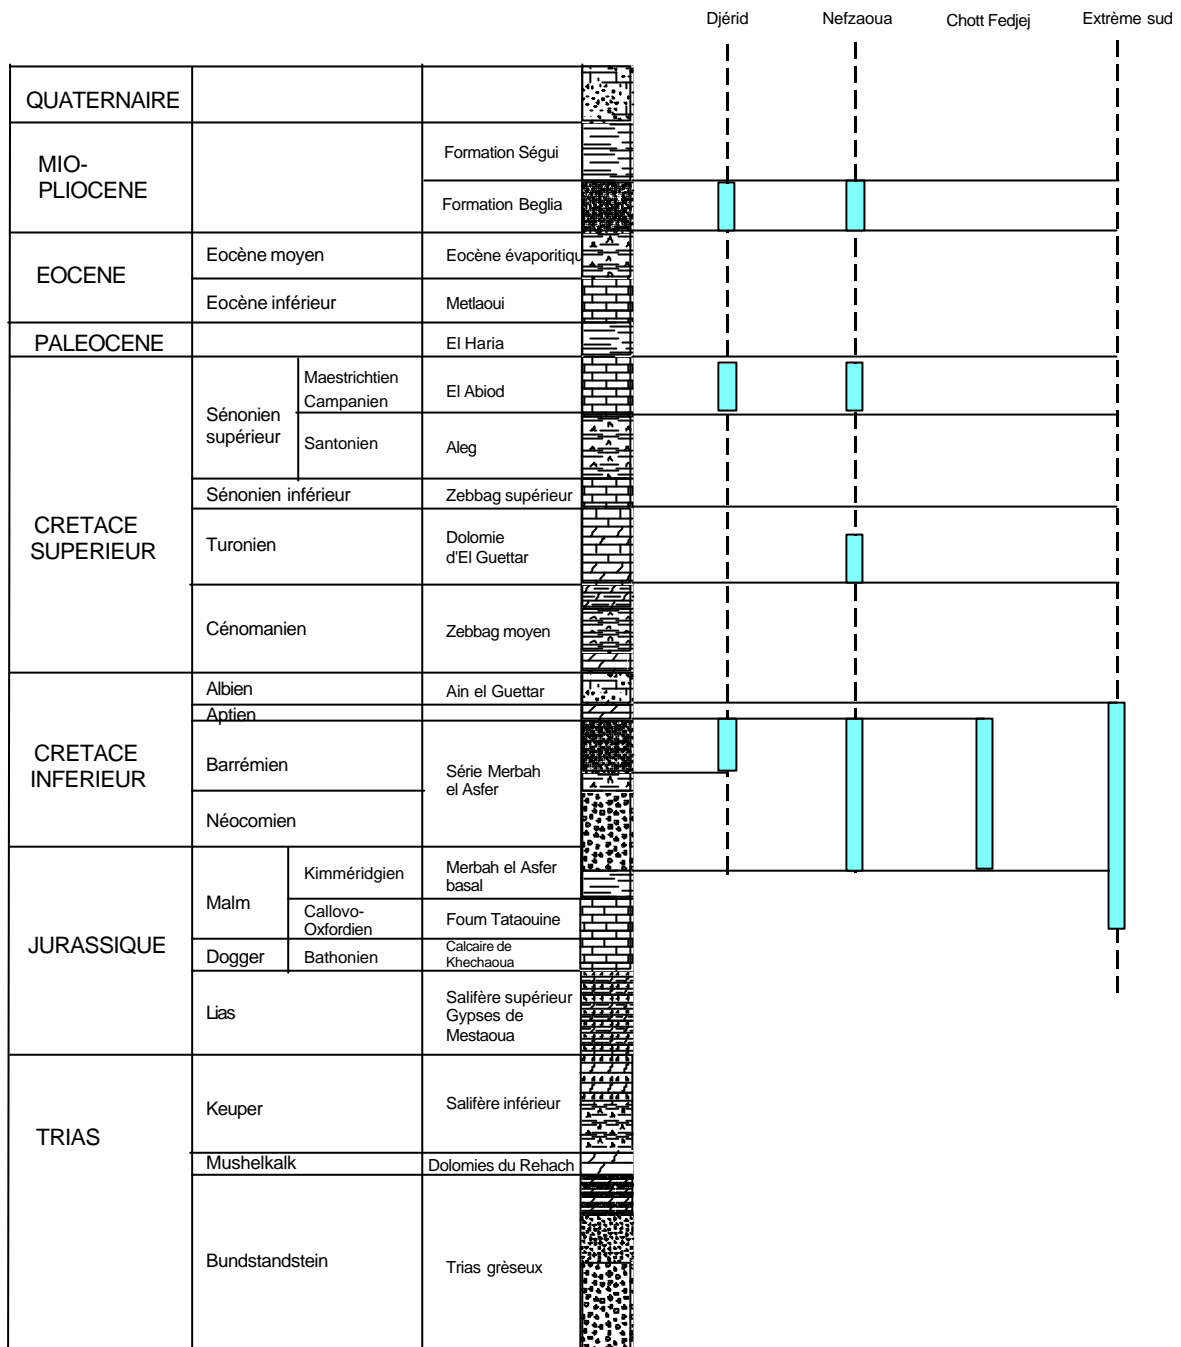 Djérid Nefzaoua Chott Fedjej Extrème sud
QUATERNAIRE
MIO-
PLIOCENE
Formation Ségui
Formation Beglia
EOCENE
Eocène moyen
Eocène évaporitiqu
Eocène inférieur
Metlaoui
PALEOCENE
El Haria
CRETACE
SUPERIEUR
Sénonien
supérieur
Maestrichtien
Campanien
El Abiod
Santonien
Aleg
Sénonien inférieur
Zebbag supérieur
Turonien
Dolomie
d'El Guettar
Cénomanien
Zebbag moyen
CRETACE
INFERIEUR
Albien
Ain el Guettar
Aptien
Barrémien
Série Merbah
el Asfer
Néocomien
JURASSIQUE
Malm
Kimméridgien
Merbah el Asfer
basal
Callovo-
Oxfordien
Foum Tataouine
Dogger
Bathonien
Calcaire de
Khechaoua
Lias
Salifère supérieur
Gypses de
Mestaoua
TRIAS
Keuper
Salifère inférieur
Mushelkalk
Dolomies du Rehach
Bundstandstein
Trias grèseux